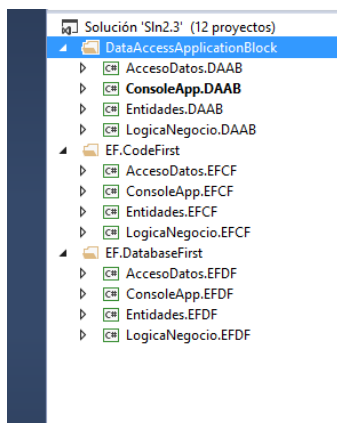 Solución 'Sln2.3' (12 proyectos)
DataAccessApplicationBlock
C# AccesoDatos.DAAB
C# ConsoleApp.DAAB
C# Entidades.DAAB
C# LogicaNegocio.DAAB
EF.CodeFirst
C# AccesoDatos.EFCF
C# ConsoleApp.EFCF
C# Entidades.EFCF
C# LogicaNegocio.EFCF
EF.DatabaseFirst
C# AccesoDatos.EFDF
C# ConsoleApp.EFDF
C# Entidades.EFDF
C# LogicaNegocio.EFDF